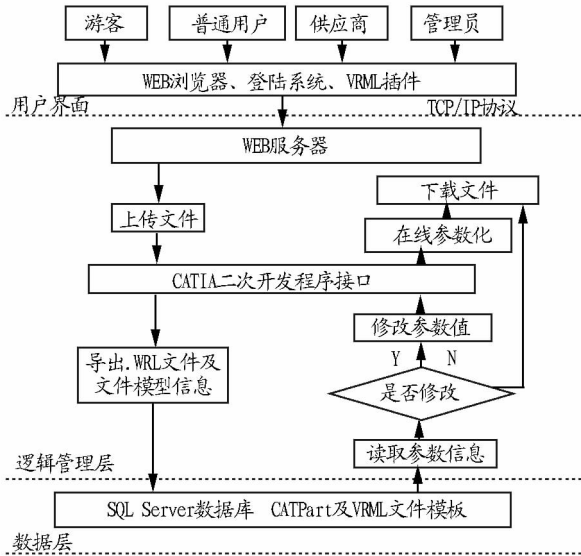 游客 普通用户 供应商 管理员
WEB浏览器、登陆系统、VRML插件
用户界面 TCP/IP协议
WEB服务器
下载文件
上传文件
在线参数化
CATIA二次开发程序接口
修改参数值
导出.WRL文件及
文件模型信息
Y N
是否修改
读取参数信息
逻辑管理层
SQL Server数据库 CATPart及VRML文件模板
数据层